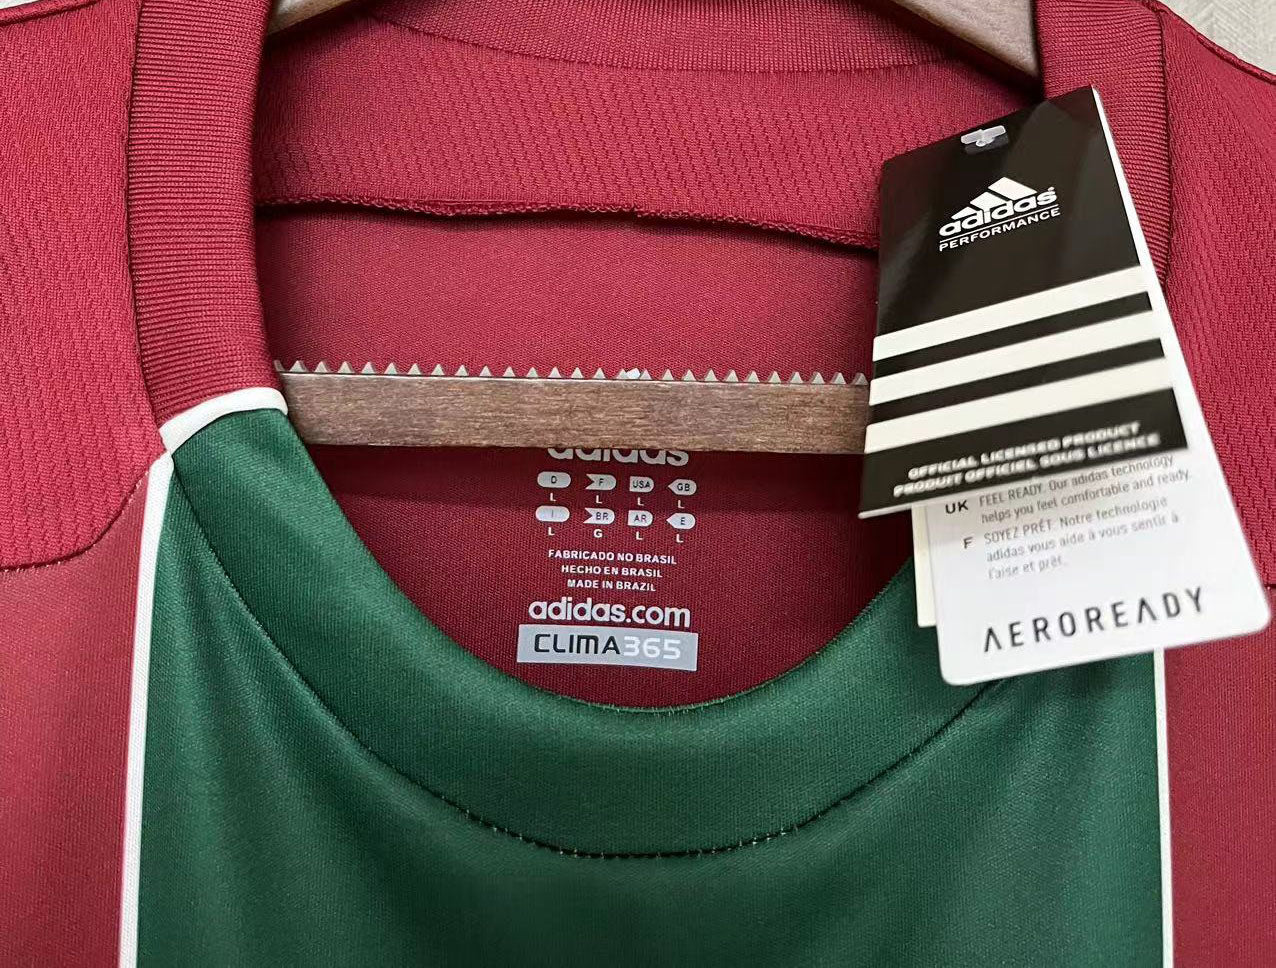 adidas
PERFORMANCE
OFFICIAL LICENSED PRODUCT
PRODUIT OFFICIEL SOUS LICENCE
UK FEEL READY. Our adidas technology
helps you feel comfortable and ready.
F SOYEZ PRÊT. Notre technologie
adidas vous aide à vous sentir à
l'aise et prêt.
AEROREADY
adidas
D F USA GB
L L L L
I BR AR E
L G L L
FABRICADO NO BRASIL
HECHO EN BRASIL
MADE IN BRAZIL
adidas.com
CLIMA365